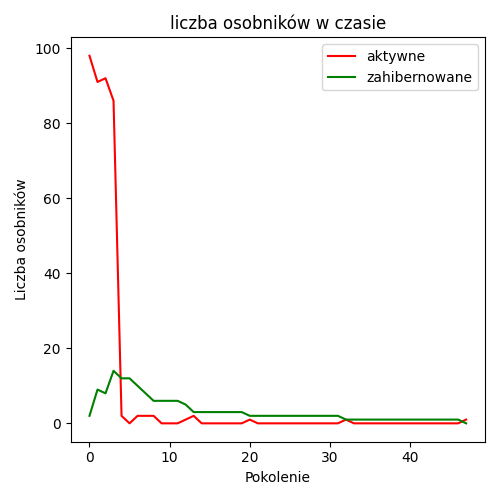 liczba osobników w czasie
aktywne
zahibernowane
Liczba osobników
100
80
60
40
20
0
0 10 20 30 40
Pokolenie